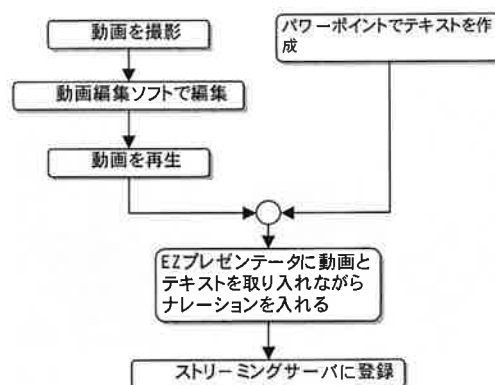 動画を撮影
パワーポイントでテキストを作
成
動画編集ソフトで編集
動画を再生
EZプレゼンテータに動画と
テキストを取り入れながら
ナレーションを入れる
ストリーミングサーバに登録